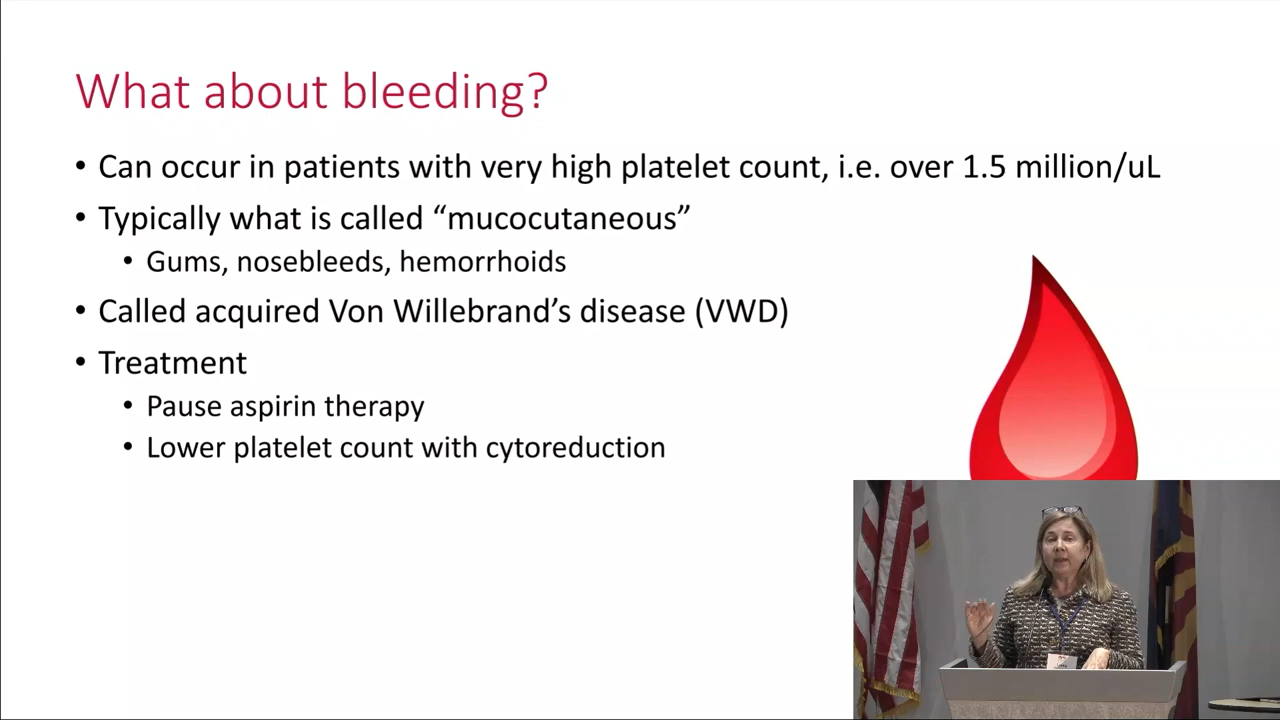 What about bleeding?
• Can occur in patients with very high platelet count, i.e. over 1.5 million/uL
• Typically what is called “mucocutaneous”
• Gums, nosebleeds, hemorrhoids
• Called acquired Von Willebrand’s disease (VWD)
• Treatment
• Pause aspirin therapy
• Lower platelet count with cytoreduction